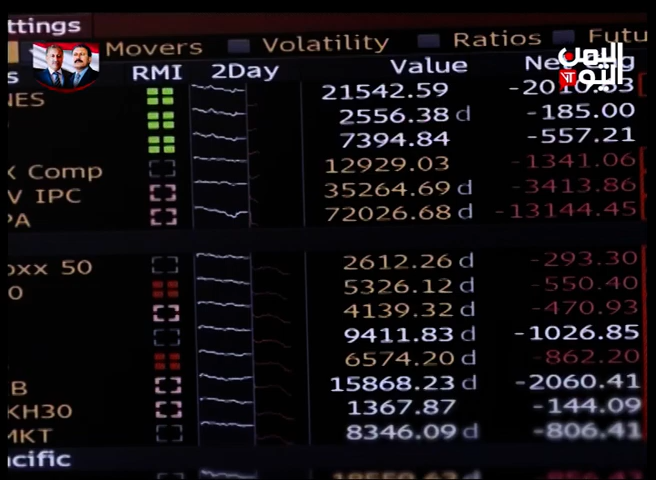 ttings
Movers Volatility Ratios Futu
اليمن
اليوم
s RMI 2Day Value Ne Chg
NES 21542.59
2556.38 d -185.00
7394.84 -557.21
X Comp 12929.03 -1341.06
V IPC 35264.69 d -3413.86
PA 72026.68 d -13144.45
oxx 50 2612.26 d -293.30
0 5326.12 d -550.40
4139.32 d -470.93
9411.83 d -1026.85
6574.20 d -862.20
B 15868.23 d -2060.41
KH30 1367.87 -144.09
MKT 8346.09 d -806.41
cific